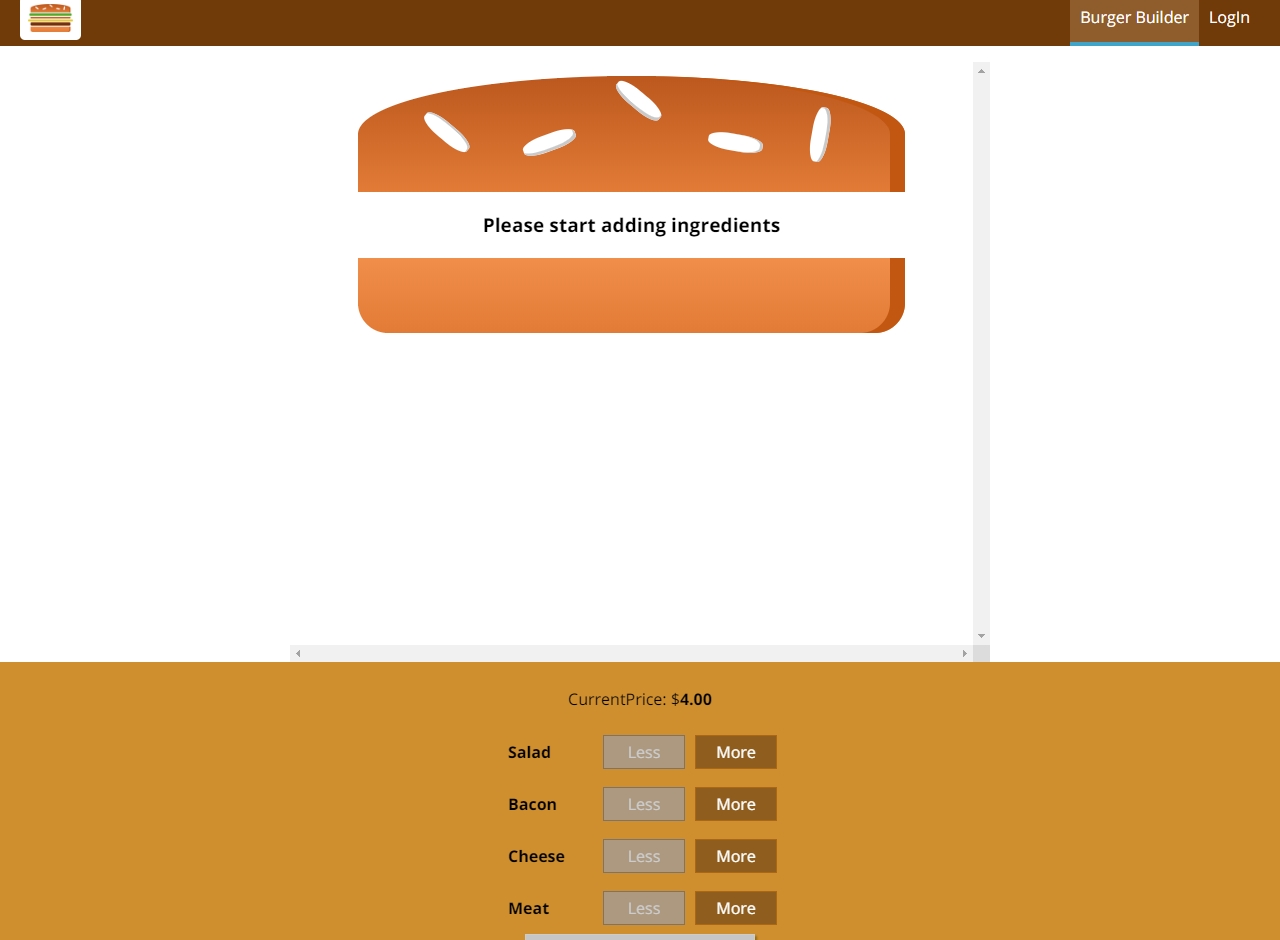 Burger Builder LogIn
Please start adding ingredients
CurrentPrice: $4.00
Salad Less More
Bacon Less More
Cheese Less More
Meat Less More